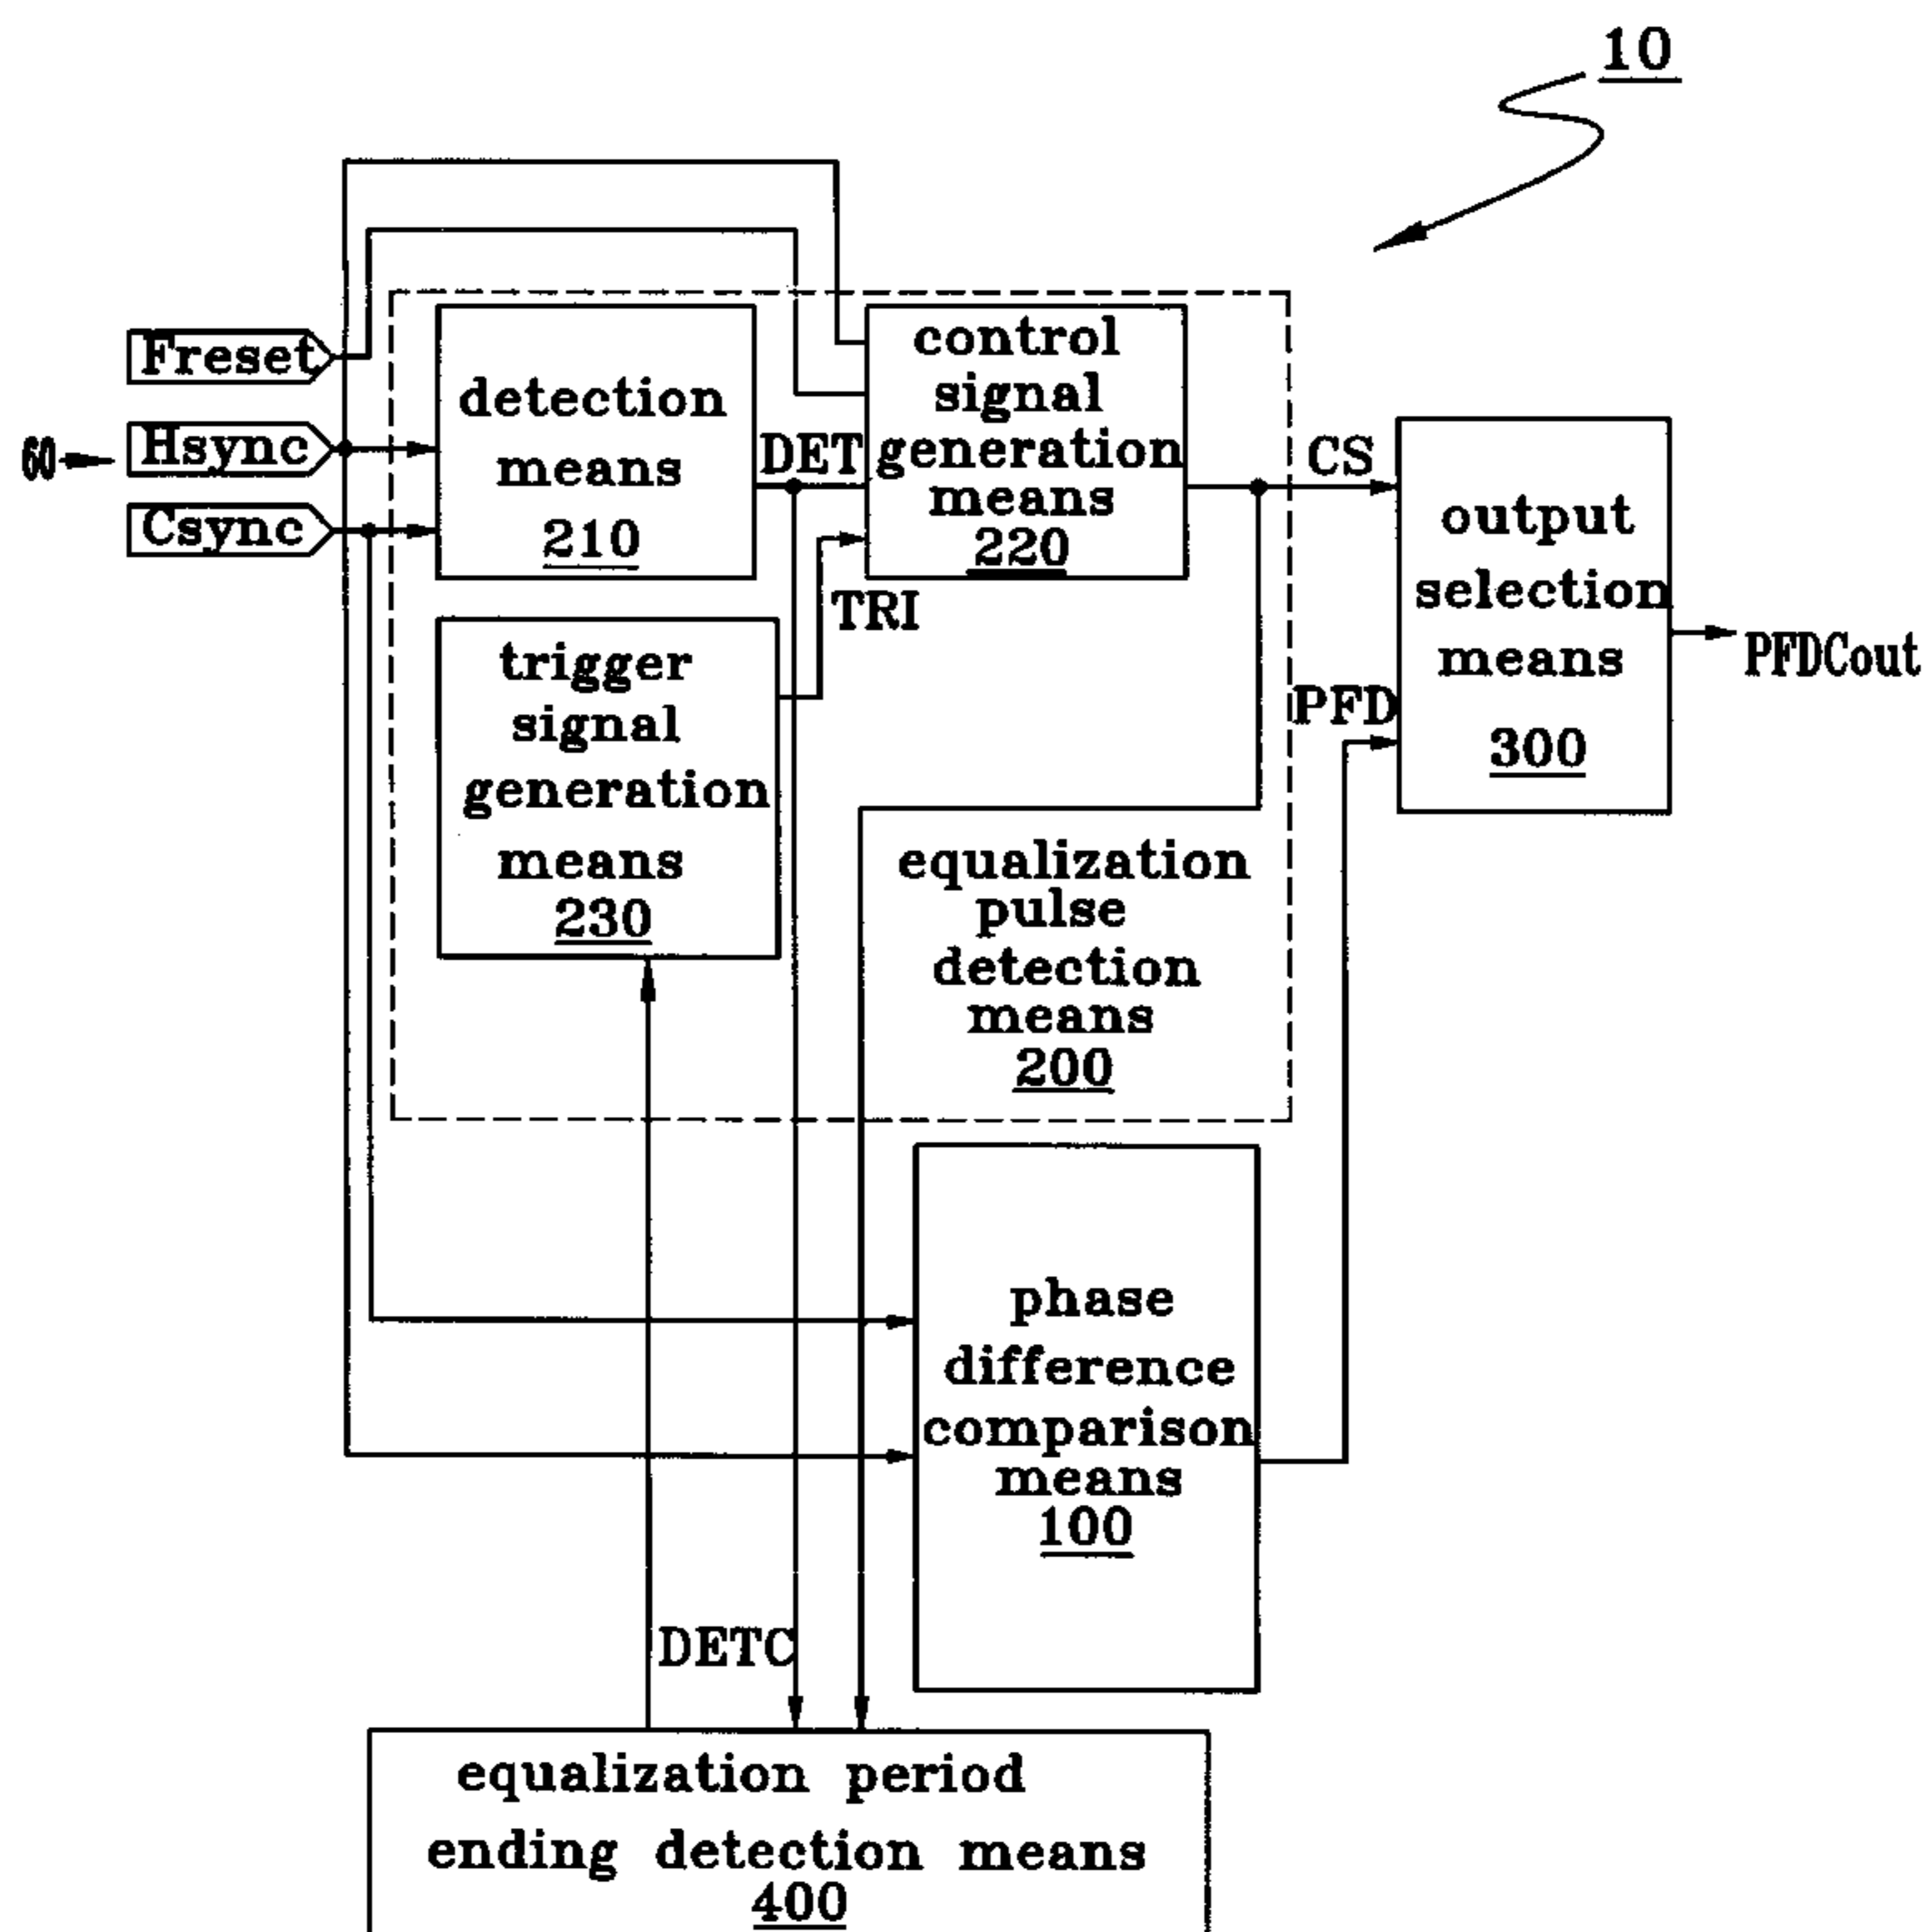 10
Freset
Hsync
60
Csync
detection
means
210
DET
control
signal
generation
means
220
CS
TRI
output
selection
means
300
PFDCout
PFD
trigger
signal
generation
means
230
equalization
pulse
detection
means
200
phase
difference
comparison
means
100
DETC
equalization period
ending detection means
400